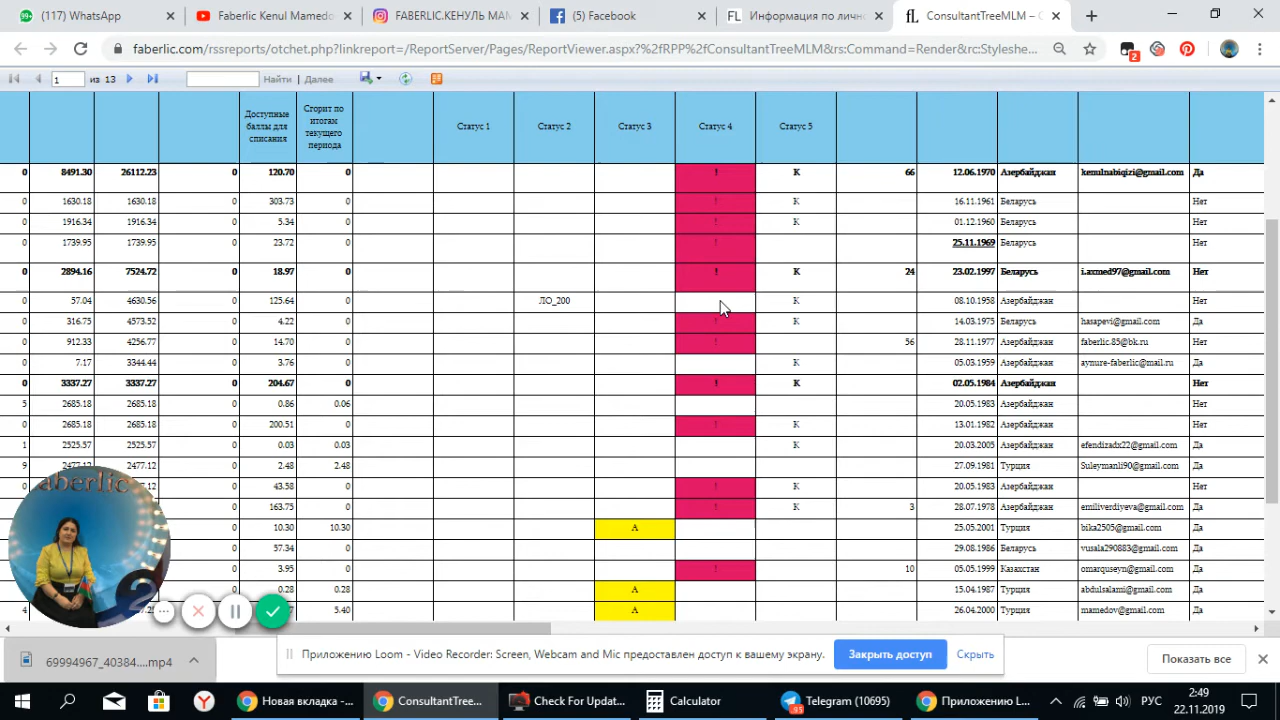 (117) WhatsApp
Faberlic Kenul Mamedo
FABERLIC.КЕНУЛЬ МАМ
(5) Facebook
FL Информация по личн
fL ConsultantTreeMLM – C
faberlic.com/rssreports/otchet.php?linkreport=/ReportServer/Pages/ReportViewer.aspx?%2fRPP%2fConsultantTreeMLM&rs:Command=Render&rc:Styleshe...
2
1 из 13 Найти | Далее
Доступные баллы для списания Сгорит по итогам текущего периода Статус 1 Статус 2 Статус 3 Статус 4 Статус 5
0 8491.30 26112.23 0 120.70 0 ! К 66 12.06.1970 Азербайджан kenulnabiqizi@gmail.com Да
0 1630.18 1630.18 0 303.73 0 ! К 16.11.1961 Беларусь Нет
0 1916.34 1916.34 0 5.34 0 ! К 01.12.1960 Беларусь Нет
0 1739.95 1739.95 0 23.72 0 ! 25.11.1969 Беларусь Нет
0 2894.16 7524.72 0 18.97 0 ! К 24 23.02.1997 Беларусь i.axmed97@gmail.com Нет
0 57.04 4630.56 0 125.64 0 ЛО_200 К 08.10.1958 Азербайджан Нет
0 316.75 4573.52 0 4.22 0 ! К 14.03.1975 Беларусь hasapevi@gmail.com Да
0 912.33 4256.77 0 14.70 0 ! 56 28.11.1977 Азербайджан faberlic.85@bk.ru Нет
0 7.17 3344.44 0 3.76 0 К 05.03.1959 Азербайджан aynure-faberlic@mail.ru Да
0 3337.27 3337.27 0 204.67 0 ! К 02.05.1984 Азербайджан Нет
5 2685.18 2685.18 0 0.86 0.06 20.05.1983 Азербайджан Нет
0 2685.18 2685.18 0 200.51 0 ! К 13.01.1982 Азербайджан Нет
1 2525.57 2525.57 0 0.03 0.03 К 20.03.2005 Азербайджан efendizadx22@gmail.com Да
9 2477.12 2477.12 0 2.48 2.48 27.09.1981 Турция Suleymanli90@gmail.com Да
0 0 43.58 0 ! К 20.05.1983 Азербайджан Нет
0 163.75 0 ! К 3 28.07.1978 Азербайджан emiliverdiyeva@gmail.com Да
0 10.30 10.30 А 25.05.2001 Турция bika2505@gmail.com Да
0 57.34 0 29.08.1986 Беларусь vusala290883@gmail.com Да
0 3.95 0 ! 10 05.05.1999 Казахстан omarquseyn@gmail.com Да
0 0.28 0.28 А 15.04.1987 Турция abdulsalami@gmail.com Да
4 5.40 А 26.04.2000 Турция mamedov@gmail.com Да
faberlic
Приложению Loom - Video Recorder: Screen, Webcam and Mic предоставлен доступ к вашему экрану. Закрыть доступ Скрыть
69994967_40384....mp4
Показать все
Новая вкладка -...
ConsultantTree...
Check For Updat...
Calculator
Telegram (10695)
95
Приложению L...
РУС
2:49
22.11.2019